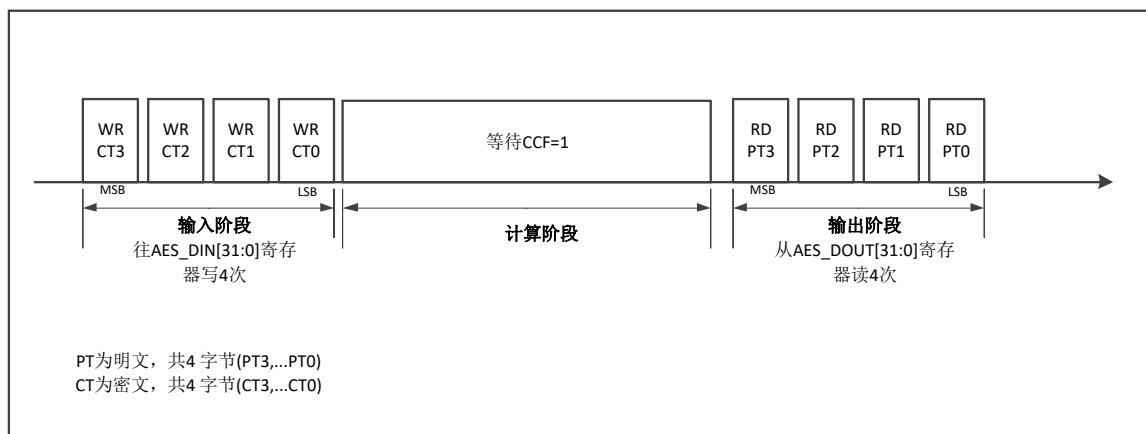 WR
CT3
WR
CT2
WR
CT1
WR
CT0
等待CCF=1
RD
PT3
RD
PT2
RD
PT1
RD
PT0
MSB
LSB
MSB
LSB
输入阶段
往AES_DIN[31:0]寄存
器写4次
计算阶段
输出阶段
从AES_DOUT[31:0]寄存
器读4次
PT为明文，共4 字节(PT3,...PT0)
CT为密文，共4 字节(CT3,...CT0)